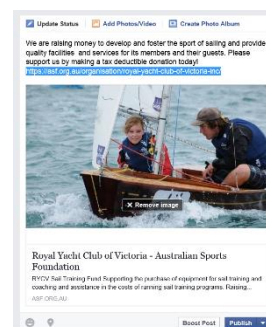 Update Status Add Photos/Video Create Photo Album
We are raising money to develop and foster the sport of sailing and provide
quality facilities and services for its members and their guests. Please
support us by making a tax deductible donation today!
https://asf.org.au/organisation/royal-yacht-club-of-victoria-inc/
✕ Remove image
Royal Yacht Club of Victoria - Australian Sports
Foundation
RYCV Sail Training Fund Supporting the purchase of equipment for sail training and
coaching and assistance in the costs of running sail training programs. Raising...
ASF.ORG.AU
Boost Post Publish